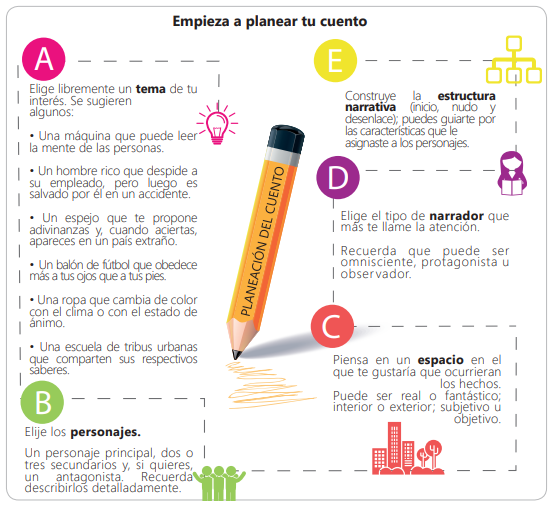 Empieza a planear tu cuento
A
Elige libremente un tema de tu
interés. Se sugieren
algunos:
• Una máquina que puede leer
la mente de las personas.
• Un hombre rico que despide a
su empleado, pero luego es
salvado por él en un accidente.
• Un espejo que te propone
adivinanzas y, cuando aciertas,
apareces en un país extraño.
• Un balón de fútbol que obedece
más a tus ojos que a tus pies.
• Una ropa que cambia de color
con el clima o con el estado de
ánimo.
• Una escuela de tribus urbanas
que comparten sus respectivos
saberes.
B
Elije los personajes.
Un personaje principal, dos o
tres secundarios y, si quieres,
un antagonista. Recuerda
describirlos detalladamente.
PLANEACIÓN DEL CUENTO
C
Piensa en un espacio en el
que te gustaría que ocurrieran
los hechos.
Puede ser real o fantástico;
interior o exterior; subjetivo u
objetivo.
D
Elige el tipo de narrador que
más te llame la atención.
Recuerda que puede ser
omnisciente, protagonista u
observador.
E
Construye la estructura
narrativa (inicio, nudo y
desenlace); puedes guiarte por
las características que le
asignaste a los personajes.